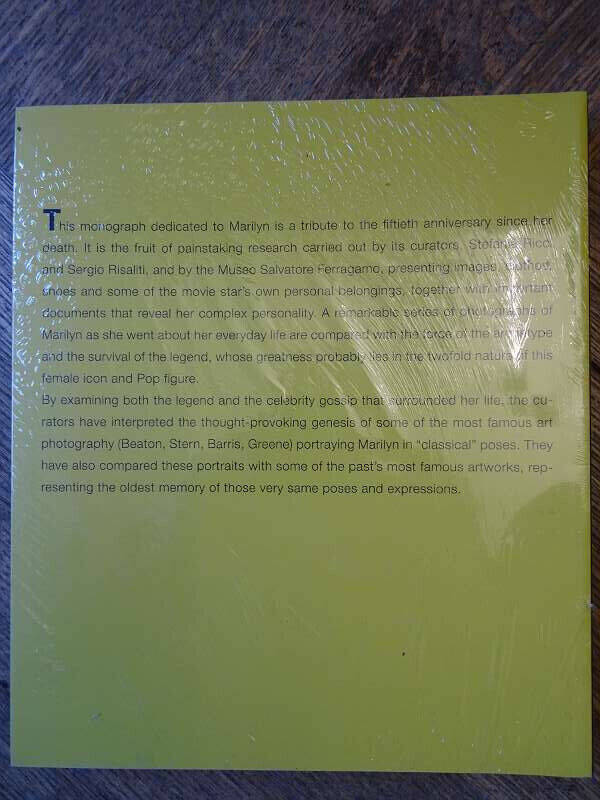 This monograph dedicated to Marilyn is a tribute to the fiftieth anniversary since her
death. It is the fruit of painstaking research carried out by its curators, Stefania Ricci
and Sergio Risaliti, and by the Museo Salvatore Ferragamo, presenting images, clothes,
shoes and some of the movie star's own personal belongings, together with important
documents that reveal her complex personality. A remarkable series of photographs of
Marilyn as she went about her everyday life are compared with the force of the archetype
and the survival of the legend, whose greatness probably lies in the twofold nature of this
female icon and Pop figure.
By examining both the legend and the celebrity gossip that surrounded her life, the cu-
rators have interpreted the thought-provoking genesis of some of the most famous art
photography (Beaton, Stern, Barris, Greene) portraying Marilyn in "classical" poses. They
have also compared these portraits with some of the past's most famous artworks, rep-
resenting the oldest memory of those very same poses and expressions.